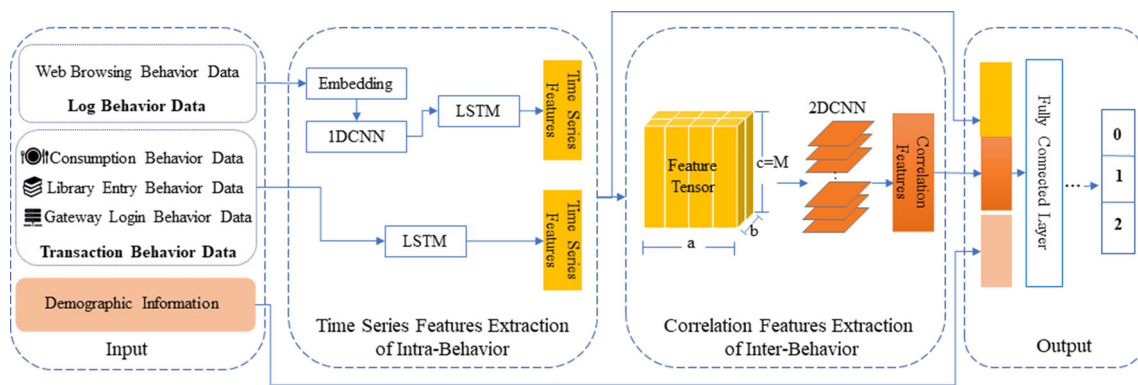 Web Browsing Behavior Data
Log Behavior Data
Consumption Behavior Data
Library Entry Behavior Data
Gateway Login Behavior Data
Transaction Behavior Data
Demographic Information
Input
Embedding
1DCNN
LSTM
Time Series
Features
LSTM
Time Series
Features
Time Series Features Extraction
of Intra-Behavior
Feature
Tensor
a
b
c=M
2DCNN
Correlation
Features
Correlation Features Extraction
of Inter-Behavior
Fully
Connected Layer
0
1
2
Output